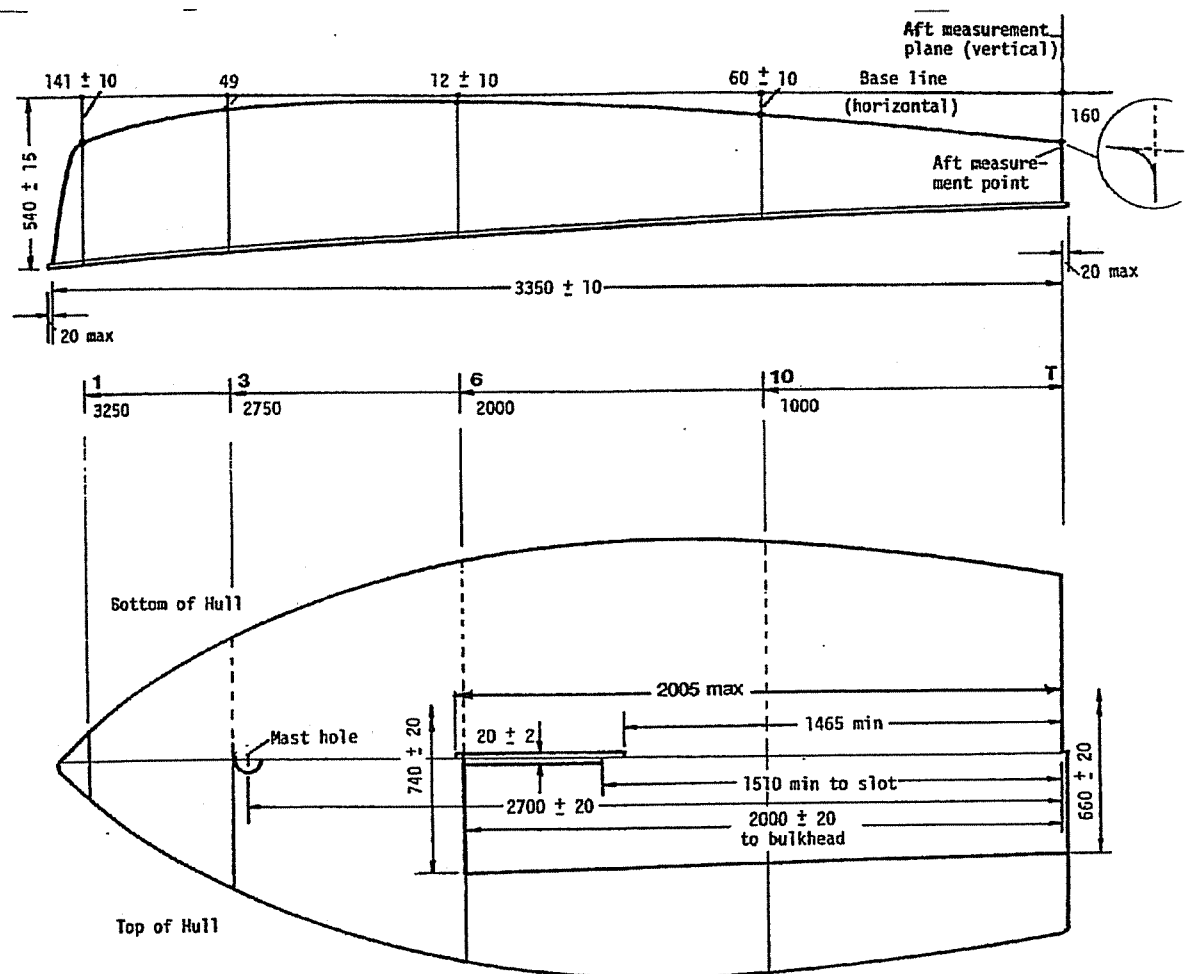 Aft measurement
plane (vertical)
141 ± 10
49
12 ± 10
60 ± 10
Base line
(horizontal)
160
540 ± 15
Aft measure-
ment point
20 max
3350 ± 10
20 max
1
3
6
10
T
3250
2750
2000
1000
Bottom of Hull
2005 max
1465 min
20 ± 2
740 ± 20
Mast hole
1510 min to slot
660 ± 20
2700 ± 20
2000 ± 20
to bulkhead
Top of Hull